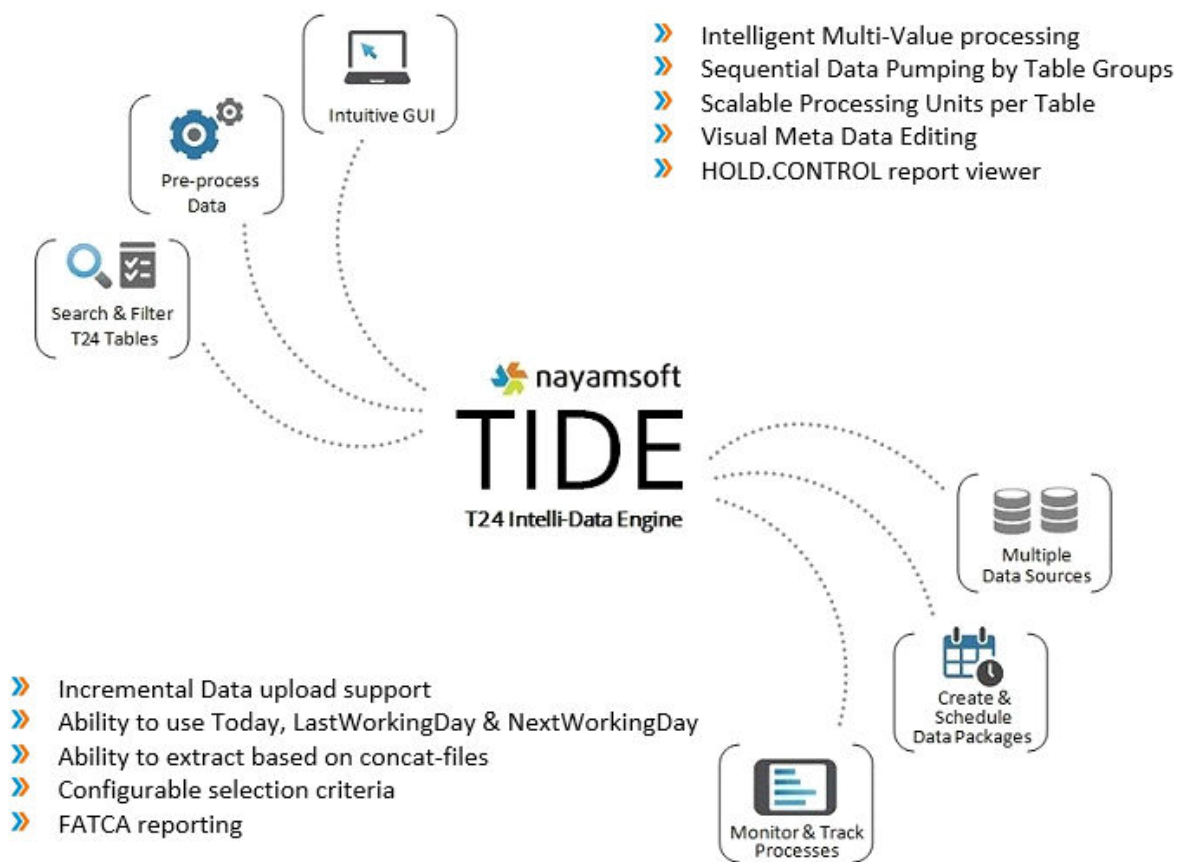 Intuitive GUI
Pre-process
Data
Search & Filter
T24 Tables
Intelligent Multi-Value processing
Sequential Data Pumping by Table Groups
Scalable Processing Units per Table
Visual Meta Data Editing
HOLD.CONTROL report viewer
nayamsoft
TIDE
T24 Intelli-Data Engine
Multiple
Data Sources
Create &
Schedule
Data Packages
Monitor & Track
Processes
Incremental Data upload support
Ability to use Today, LastWorkingDay & NextWorkingDay
Ability to extract based on concat-files
Configurable selection criteria
FATCA reporting